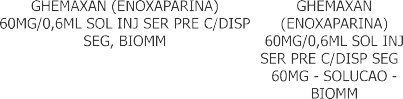 GHEMAXAN (ENOXAPARINA)
60MG/0,6ML SOL INJ SER PRE C/DISP
SEG, BIOMM
GHEMAXAN
(ENOXAPARINA)
60MG/0,6ML SOL INJ
SER PRE C/DISP SEG
60MG - SOLUCAO -
BIOMM